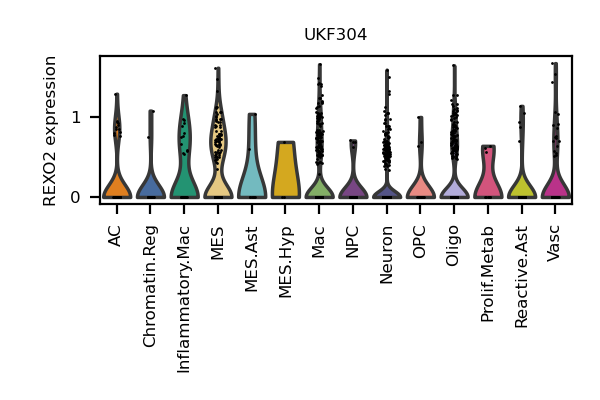 UKF304
REXO2 expression
1
0
AC
Chromatin.Reg
Inflammatory.Mac
MES
MES.Ast
MES.Hyp
Mac
NPC
Neuron
OPC
Oligo
Prolif.Metab
Reactive.Ast
Vasc